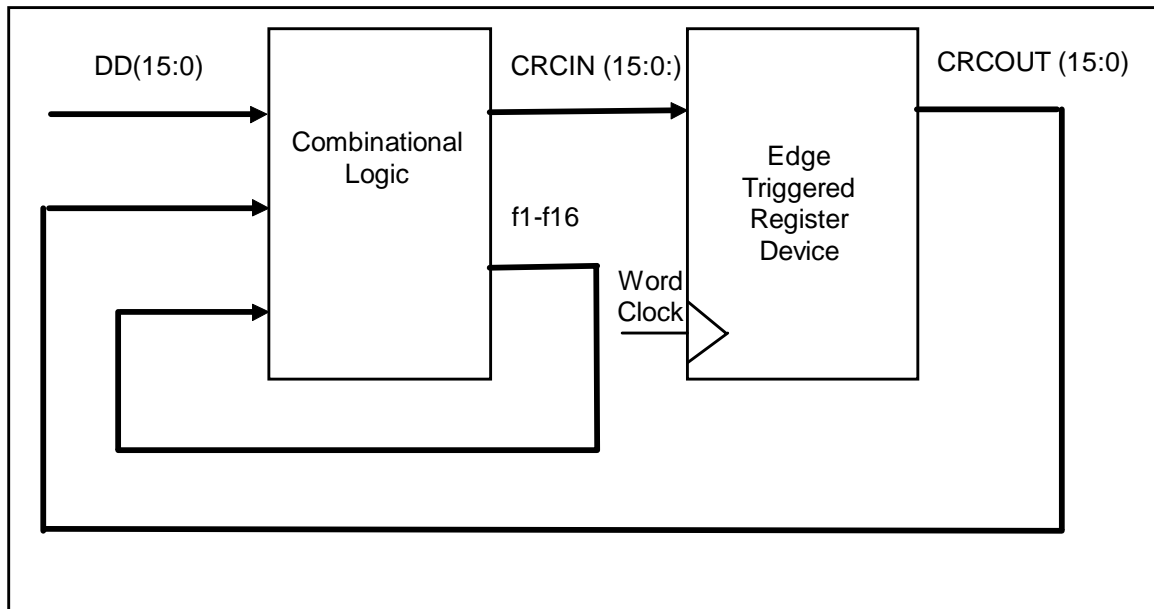 DD(15:0)
Combinational
Logic
CRCIN (15:0:)
f1-f16
Edge
Triggered
Register
Device
Word
Clock
CRCOUT (15:0)